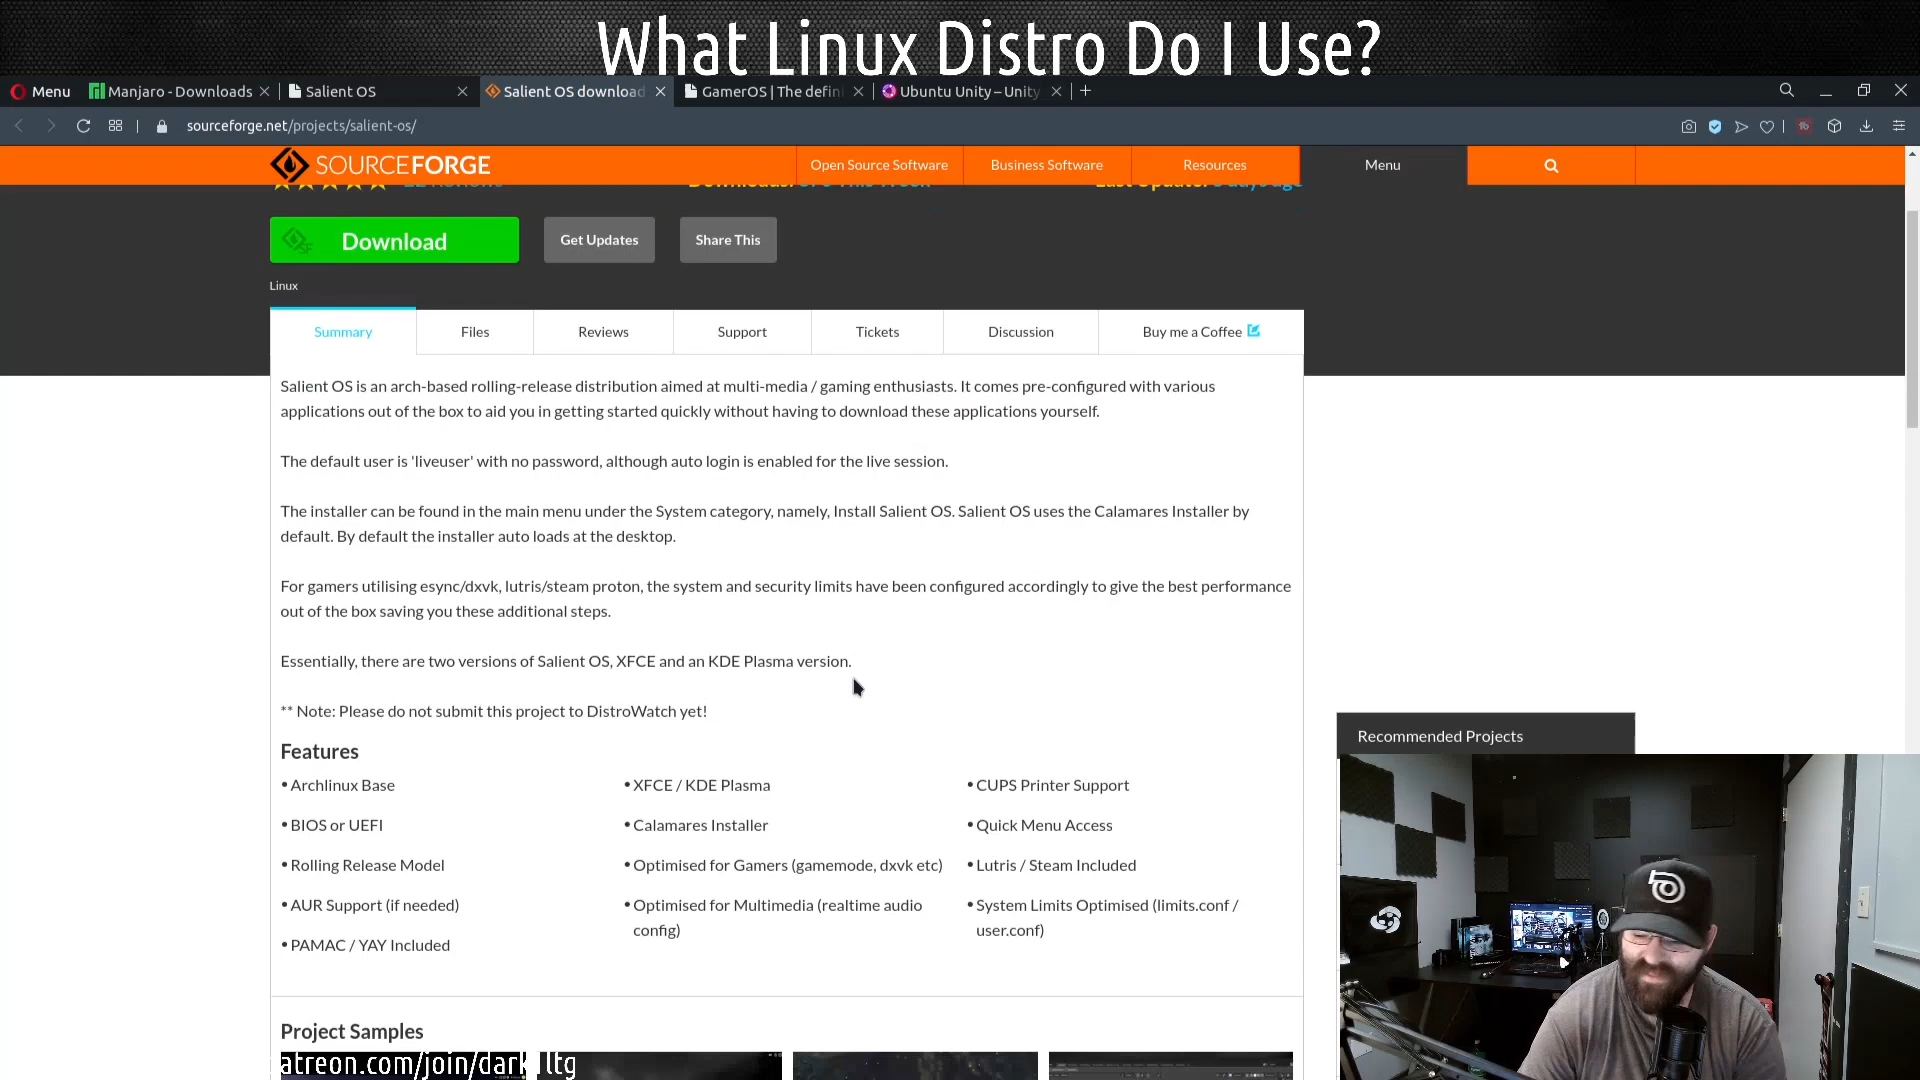 What Linux Distro Do I Use?
Menu
Manjaro - Downloads
Salient OS
Salient OS download
GamerOS | The defini
Ubuntu Unity – Unity
sourceforge.net/projects/salient-os/
SOURCEFORGE
Open Source Software
Business Software
Resources
Menu
Download
Get Updates
Share This
Linux
Summary
Files
Reviews
Support
Tickets
Discussion
Buy me a Coffee
Salient OS is an arch-based rolling-release distribution aimed at multi-media / gaming enthusiasts. It comes pre-configured with various
applications out of the box to aid you in getting started quickly without having to download these applications yourself.
The default user is 'liveuser' with no password, although auto login is enabled for the live session.
The installer can be found in the main menu under the System category, namely, Install Salient OS. Salient OS uses the Calamares Installer by
default. By default the installer auto loads at the desktop.
For gamers utilising esync/dxvk, lutris/steam proton, the system and security limits have been configured accordingly to give the best performance
out of the box saving you these additional steps.
Essentially, there are two versions of Salient OS, XFCE and an KDE Plasma version.
** Note: Please do not submit this project to DistroWatch yet!
Features
• Archlinux Base
• BIOS or UEFI
• Rolling Release Model
• AUR Support (if needed)
• PAMAC / YAY Included
• XFCE / KDE Plasma
• Calamares Installer
• Optimised for Gamers (gamemode, dxvk etc)
• Optimised for Multimedia (realtime audio
config)
• CUPS Printer Support
• Quick Menu Access
• Lutris / Steam Included
• System Limits Optimised (limits.conf /
user.conf)
Recommended Projects
Project Samples
atreon.com/join/dark1ltg